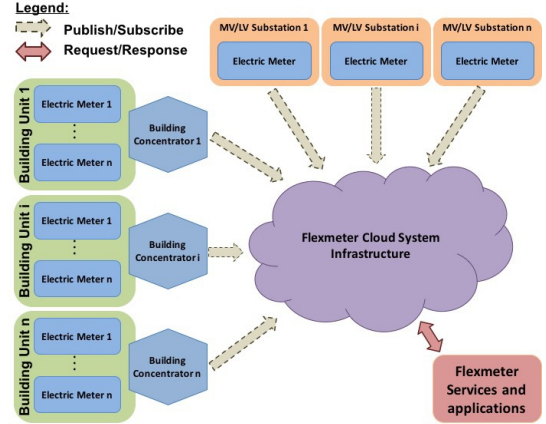 Legend:
Publish/Subscribe
Request/Response
MV/LV Substation 1
Electric Meter
MV/LV Substation i
Electric Meter
MV/LV Substation n
Electric Meter
Building Unit 1
Electric Meter 1
⋮
Electric Meter n
Building
Concentrator 1
Building Unit i
Electric Meter 1
⋮
Electric Meter n
Building
Concentrator i
Building Unit n
Electric Meter 1
⋮
Electric Meter n
Building
Concentrator n
Flexmeter Cloud System
Infrastructure
Flexmeter
Services and
applications